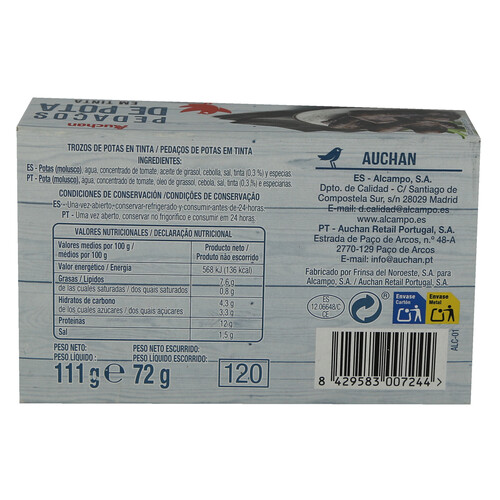 PEDAÇOS
DE POTA
EM TINTA
Auchan
TROZOS DE POTAS EN TINTA / PEDAÇOS DE POTAS EM TINTA
INGREDIENTES:
ES - Potas (molusco), agua, concentrado de tomate, aceite de girasol, cebolla, sal, tinta (0,3 %) y especias.
PT - Pota (molusco), água, concentrado de tomate, óleo de girassol, cebola, sal, tinta (0,3 %) e especiarias.
CONDICIONES DE CONSERVACIÓN / CONDIÇÕES DE CONSERVAÇÃO
ES - Una vez abierto conservar refrigerado y consumir antes de 24 horas.
PT - Uma vez aberto, conservar no frigorífico e consumir em 24 horas.
VALORES NUTRICIONALES / DECLARAÇÃO NUTRICIONAL
Valores medios por 100 g / médios por 100 g
Producto neto / Produto não escorrido
Valor energético / Energia 568 kJ (136 kcal)
Grasas / Lípidos 7,6 g
de las cuales saturadas / dos quais saturados 0,8 g
Hidratos de carbono 4,3 g
de los cuales azucares / dos quais açúcares 3,3 g
Proteínas 12 g
Sal 1,5 g
PESO NETO: PESO NETO ESCURRIDO:
PESO LÍQUIDO: PESO LÍQUIDO ESCORRIDO:
111 g e 72 g 120
AUCHAN
ES - Alcampo, S.A.
Dpto. de Calidad - C/ Santiago de
Compostela Sur, s/n 28029 Madrid
E-mail: d.calidad@alcampo.es
www.alcampo.es
PT - Auchan Retail Portugal, S.A.
Estrada de Paço de Arcos, n.º 48-A
2770-129 Paço de Arcos
E-mail: info@auchan.pt
Fabricado por Frinsa del Noroeste, S.A. para
Alcampo, S.A. / Auchan Retail Portugal, S.A.
ES
12.06648/C
CE
Envase
Cartón
Envase
Metal
ALC-01
8 429583 007244 >